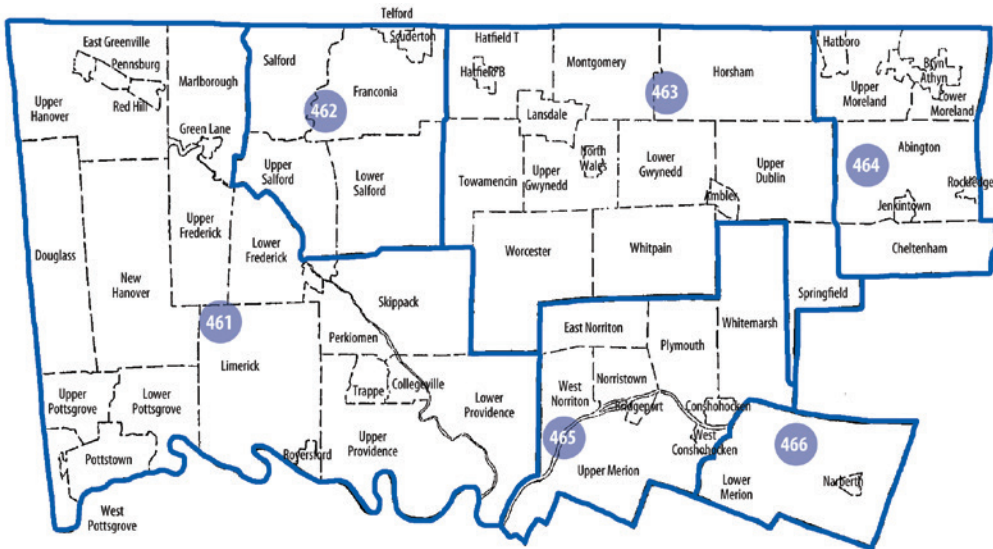 Telford
East Greenville
Pennsburg
Red Hill
Upper
Hanover
Marlborough
Green Lane
Salford
Souderton
Franconia
462
Hatfield T
Hatfield B
Montgomery
Lansdale
463
Horsham
Hatboro
Upper
Moreland
Bryn
Athyn
Lower
Moreland
464
Abington
Rockledge
Jenkintown
Cheltenham
Upper
Salford
Lower
Salford
Towamencin
Upper
Gwynedd
North
Wales
Lower
Gwynedd
Ambler
Upper
Dublin
Douglass
New
Hanover
Upper
Frederick
Lower
Frederick
Worcester
Whitpain
Skippack
Springfield
461
Limerick
Perkiomen
Trappe
Collegeville
Lower
Providence
East Norriton
Plymouth
Whitemarsh
West
Norriton
Norristown
Bridgeport
Conshohocken
West
Conshohocken
465
Upper Merion
466
Lower
Merion
Narberth
Upper
Pottsgrove
Lower
Pottsgrove
Pottstown
West
Pottsgrove
Royersford
Upper
Providence